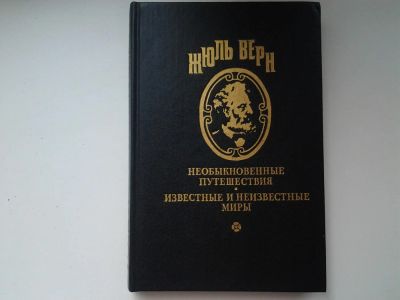 ЖЮЛЬ ВЕРН
НЕОБЫКНОВЕННЫЕ
ПУТЕШЕСТВИЯ
ИЗВЕСТНЫЕ И НЕИЗВЕСТНЫЕ
МИРЫ